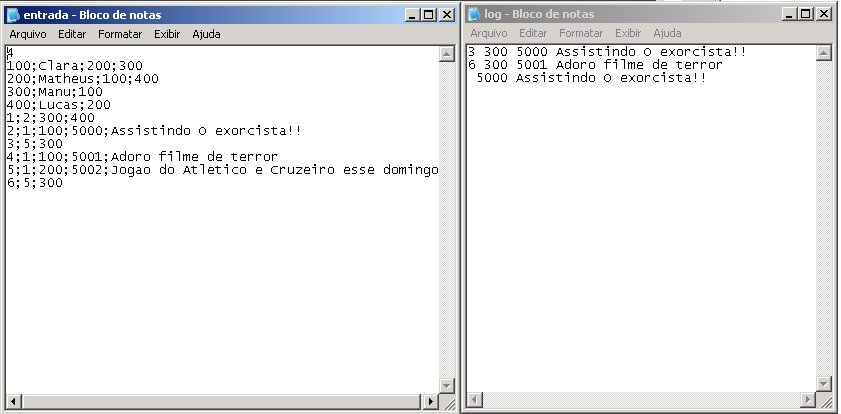 entrada - Bloco de notas
Arquivo Editar Formatar Exibir Ajuda
4
100;Clara;200;300
200;Matheus;100;400
300;Manu;100
400;Lucas;200
1;2;300;400
2;1;100;5000;Assistindo O exorcista!!
3;5;300
4;1;100;5001;Adoro filme de terror
5;1;200;5002;Jogao do Atletico e Cruzeiro esse domingo
6;5;300
log - Bloco de notas
Arquivo Editar Formatar Exibir Ajuda
3 300 5000 Assistindo O exorcista!!
6 300 5001 Adoro filme de terror
 5000 Assistindo O exorcista!!